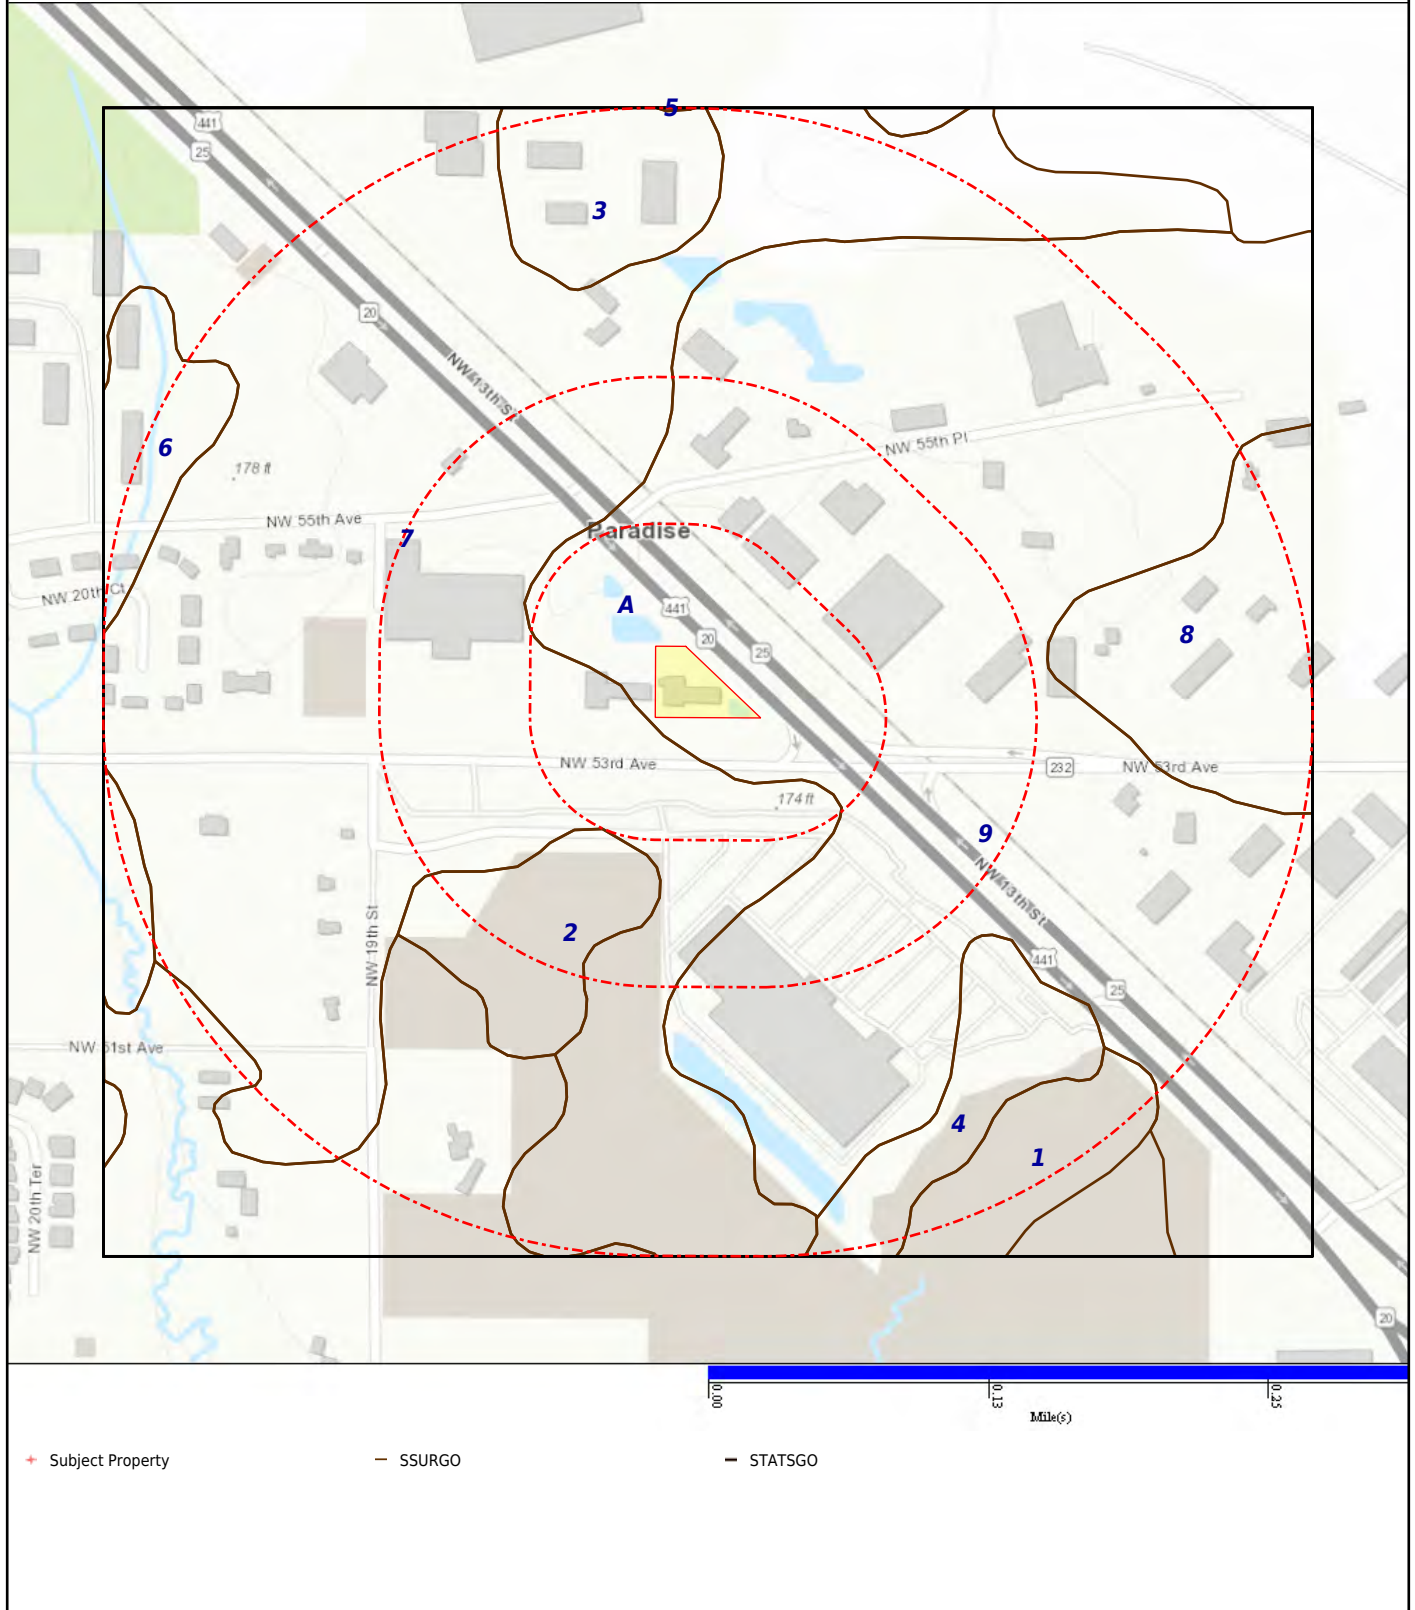 5
441
25
3
20
NW 13th St
6
178 ft
NW 55th Pl
NW 55th Ave
Paradise
7
NW 20th Ct
A
441
20
25
8
NW 53rd Ave
232
NW 53rd Ave
174 ft
9
NW 13th St
NW 19th St
2
441
25
NW 51st Ave
4
1
NW 20th Ter
20
0.00
0.13
0.25
Mile(s)
Subject Property
SSURGO
STATSGO